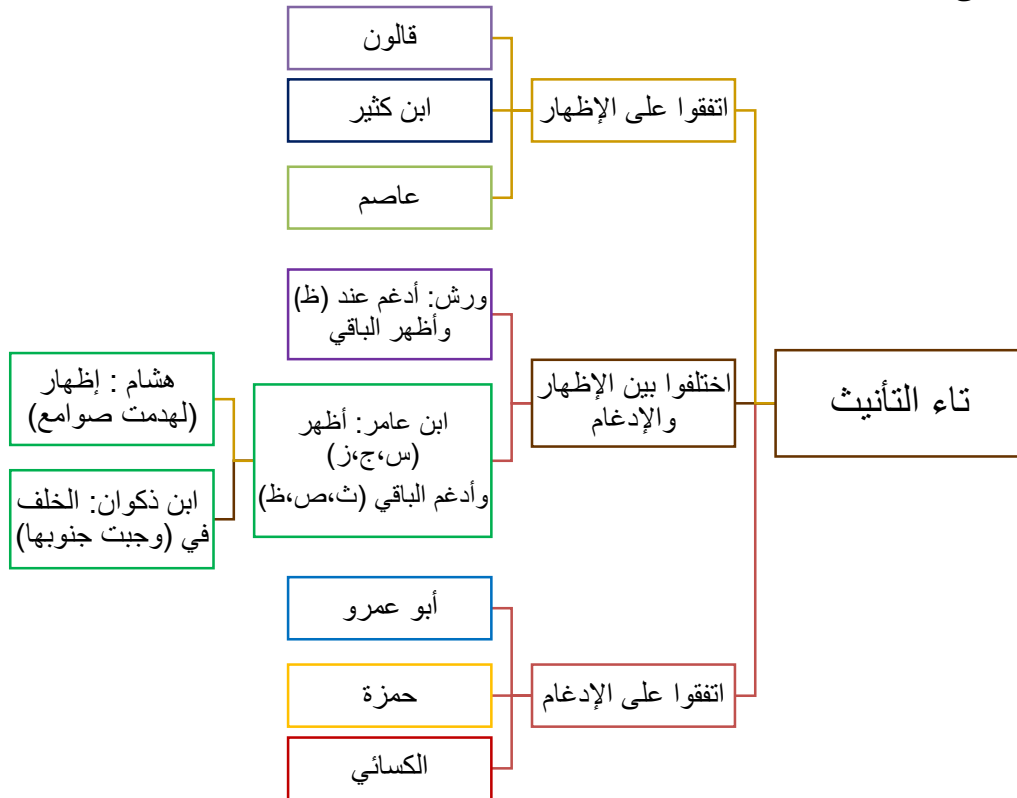 تاء التأنيث
اتفقوا على الإظهار
قالون
ابن كثير
عاصم
اختلفوا بين الإظهار
والإدغام
ورش: أدغم عند (ظ)
وأظهر الباقي
ابن عامر: أظهر
(س،ج،ز)
وأدغم الباقي (ث،ص،ظ)
هشام : إظهار
(لهدمت صوامع)
ابن ذكوان: الخلف
في (وجبت جنوبها)
اتفقوا على الإدغام
أبو عمرو
حمزة
الكسائي